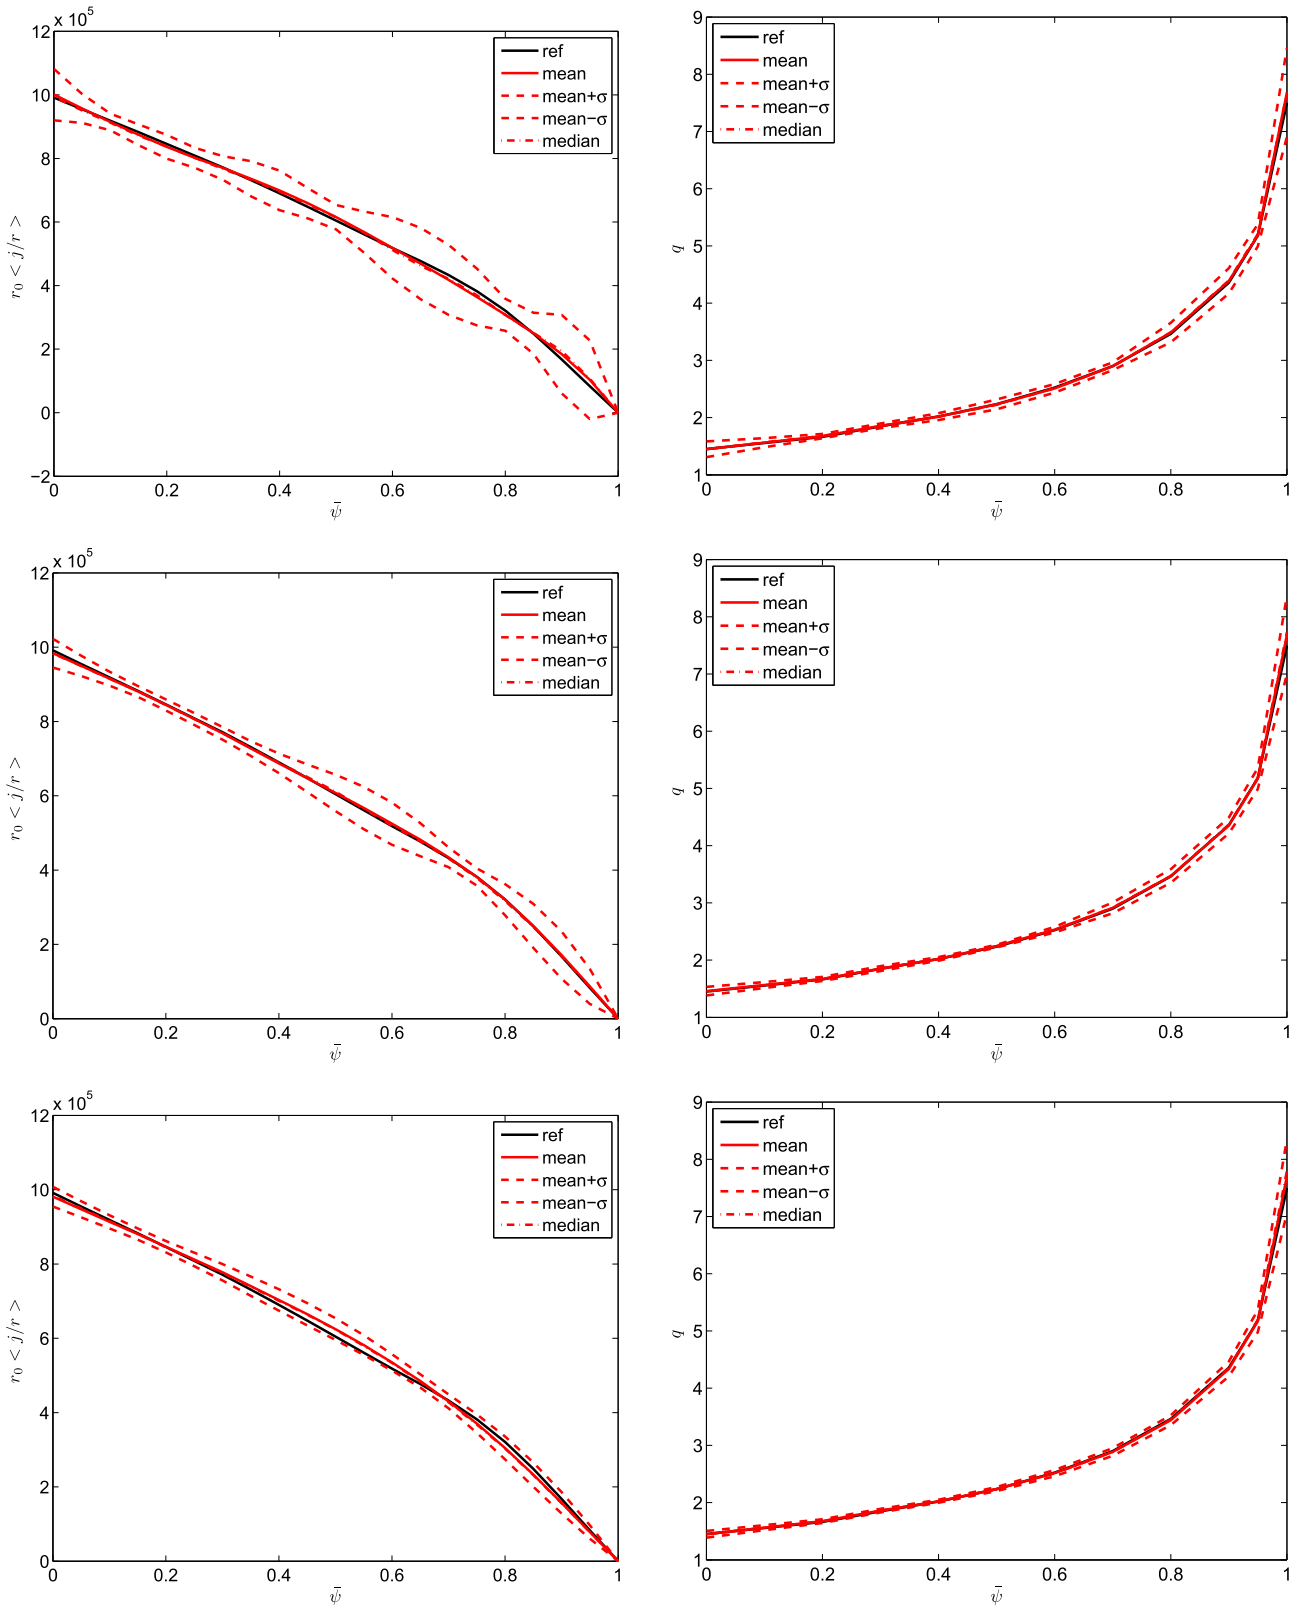 x 10⁵
12
10
8
6
4
2
0
−2
0 0.2 0.4 0.6 0.8 1
r₀ < j/r >
ψ̄
ref
mean
mean+σ
mean−σ
median
9
8
7
6
5
4
3
2
1
0 0.2 0.4 0.6 0.8 1
q
ψ̄
ref
mean
mean+σ
mean−σ
median
x 10⁵
12
10
8
6
4
2
0
0 0.2 0.4 0.6 0.8 1
r₀ < j/r >
ψ̄
ref
mean
mean+σ
mean−σ
median
9
8
7
6
5
4
3
2
1
0 0.2 0.4 0.6 0.8 1
q
ψ̄
ref
mean
mean+σ
mean−σ
median
x 10⁵
12
10
8
6
4
2
0
0 0.2 0.4 0.6 0.8 1
r₀ < j/r >
ψ̄
ref
mean
mean+σ
mean−σ
median
9
8
7
6
5
4
3
2
1
0 0.2 0.4 0.6 0.8 1
q
ψ̄
ref
mean
mean+σ
mean−σ
median